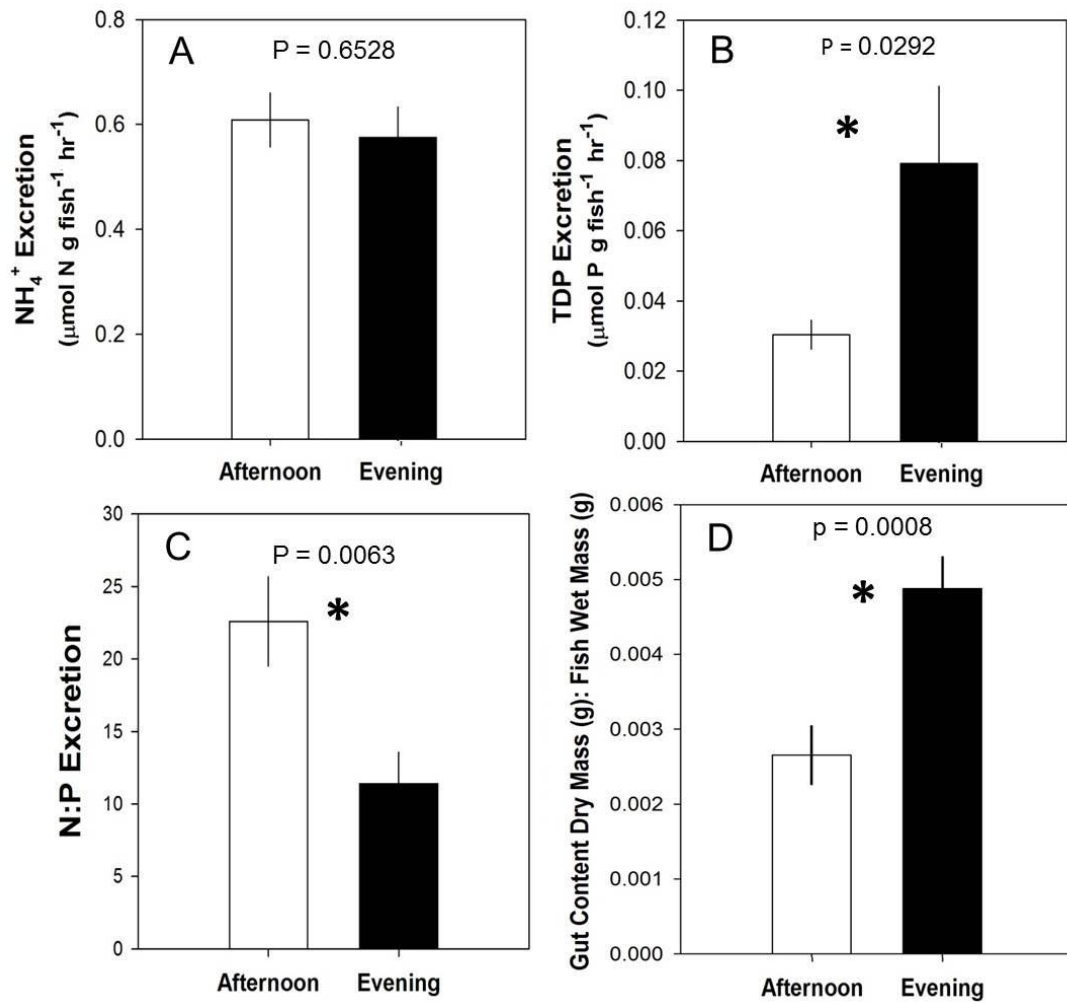 A
P = 0.6528
NH₄⁺ Excretion
(µmol N g fish⁻¹ hr⁻¹)
0.8
0.6
0.4
0.2
0.0
Afternoon Evening
B
P = 0.0292
*
TDP Excretion
(µmol P g fish⁻¹ hr⁻¹)
0.12
0.10
0.08
0.06
0.04
0.02
0.00
Afternoon Evening
C
P = 0.0063
*
N:P Excretion
30
25
20
15
10
5
0
Afternoon Evening
D
p = 0.0008
*
Gut Content Dry Mass (g): Fish Wet Mass (g)
0.006
0.005
0.004
0.003
0.002
0.001
0.000
Afternoon Evening